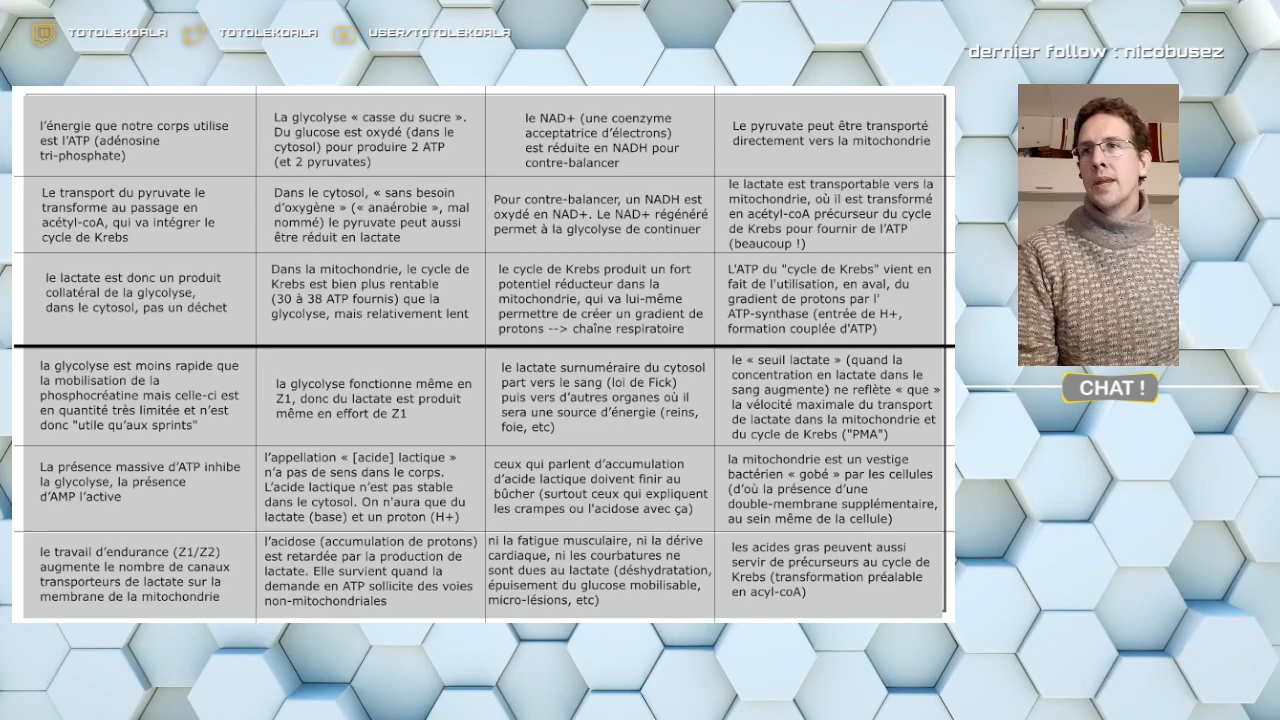 TOTOLEKOALA TOTOLEKOALA USER/TOTOLEKOALA
dernier follow : nicobusez
l'énergie que notre corps utilise
est l'ATP (adénosine
tri-phosphate)
La glycolyse « casse du sucre ».
Du glucose est oxydé (dans le
cytosol) pour produire 2 ATP
(et 2 pyruvates)
le NAD+ (une coenzyme
acceptatrice d'électrons)
est réduite en NADH pour
contre-balancer
Le pyruvate peut être transporté
directement vers la mitochondrie
Le transport du pyruvate le
transforme au passage en
acétyl-coA, qui va intégrer le
cycle de Krebs
Dans le cytosol, « sans besoin
d'oxygène » (« anaérobie », mal
nommé) le pyruvate peut aussi
être réduit en lactate
Pour contre-balancer, un NADH est
oxydé en NAD+. Le NAD+ régénéré
permet à la glycolyse de continuer
le lactate est transportable vers la
mitochondrie, où il est transformé
en acétyl-coA précurseur du cycle
de Krebs pour fournir de l'ATP
(beaucoup !)
le lactate est donc un produit
collatéral de la glycolyse,
dans le cytosol, pas un déchet
Dans la mitochondrie, le cycle de
Krebs est bien plus rentable
(30 à 38 ATP fournis) que la
glycolyse, mais relativement lent
le cycle de Krebs produit un fort
potentiel réducteur dans la
mitochondrie, qui va lui-même
permettre de créer un gradient de
protons --> chaîne respiratoire
L'ATP du "cycle de Krebs" vient en
fait de l'utilisation, en aval, du
gradient de protons par l'
ATP-synthase (entrée de H+,
formation couplée d'ATP)
la glycolyse est moins rapide que
la mobilisation de la
phosphocréatine mais celle-ci est
en quantité très limitée et n'est
donc "utile qu'aux sprints"
la glycolyse fonctionne même en
Z1, donc du lactate est produit
même en effort de Z1
le lactate surnuméraire du cytosol
part vers le sang (loi de Fick)
puis vers d'autres organes où il
sera une source d'énergie (reins,
foie, etc)
le « seuil lactate » (quand la
concentration en lactate dans le
sang augmente) ne reflète « que »
la vélocité maximale du transport
de lactate dans la mitochondrie et
du cycle de Krebs ("PMA")
La présence massive d'ATP inhibe
la glycolyse, la présence
d'AMP l'active
l'appellation « [acide] lactique »
n'a pas de sens dans le corps.
L'acide lactique n'est pas stable
dans le cytosol. On n'aura que du
lactate (base) et un proton (H+)
ceux qui parlent d'accumulation
d'acide lactique doivent finir au
bûcher (surtout ceux qui expliquent
les crampes ou l'acidose avec ça)
la mitochondrie est un vestige
bactérien « gobé » par les cellules
(d'où la présence d'une
double-membrane supplémentaire,
au sein même de la cellule)
le travail d'endurance (Z1/Z2)
augmente le nombre de canaux
transporteurs de lactate sur la
membrane de la mitochondrie
l'acidose (accumulation de protons)
est retardée par la production de
lactate. Elle survient quand la
demande en ATP sollicite des voies
non-mitochondriales
ni la fatigue musculaire, ni la dérive
cardiaque, ni les courbatures ne
sont dues au lactate (déshydratation,
épuisement du glucose mobilisable,
micro-lésions, etc)
les acides gras peuvent aussi
servir de précurseurs au cycle de
Krebs (transformation préalable
en acyl-coA)
CHAT !